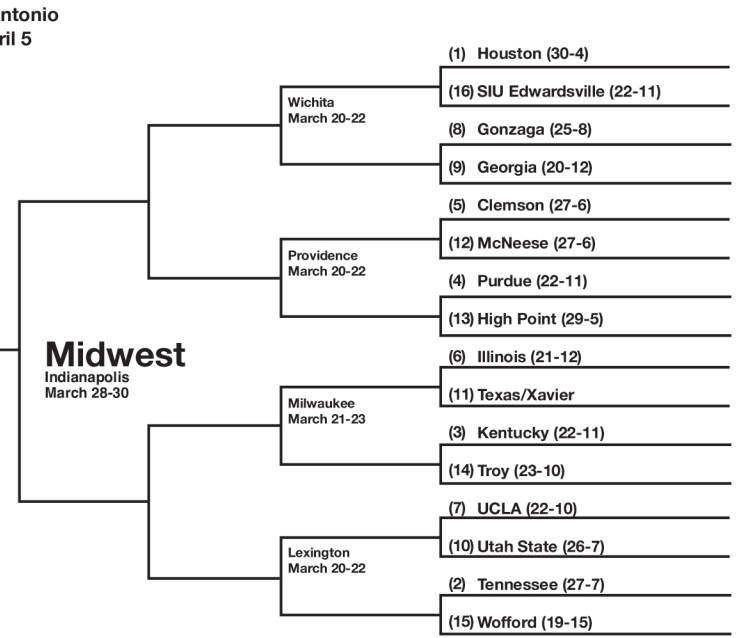 ntonio
ril 5
(1) Houston (30-4)
(16) SIU Edwardsville (22-11)
Wichita
March 20-22
(8) Gonzaga (25-8)
(9) Georgia (20-12)
(5) Clemson (27-6)
(12) McNeese (27-6)
Providence
March 20-22
(4) Purdue (22-11)
(13) High Point (29-5)
Midwest
Indianapolis
March 28-30
(6) Illinois (21-12)
(11) Texas/Xavier
Milwaukee
March 21-23
(3) Kentucky (22-11)
(14) Troy (23-10)
(7) UCLA (22-10)
(10) Utah State (26-7)
Lexington
March 20-22
(2) Tennessee (27-7)
(15) Wofford (19-15)